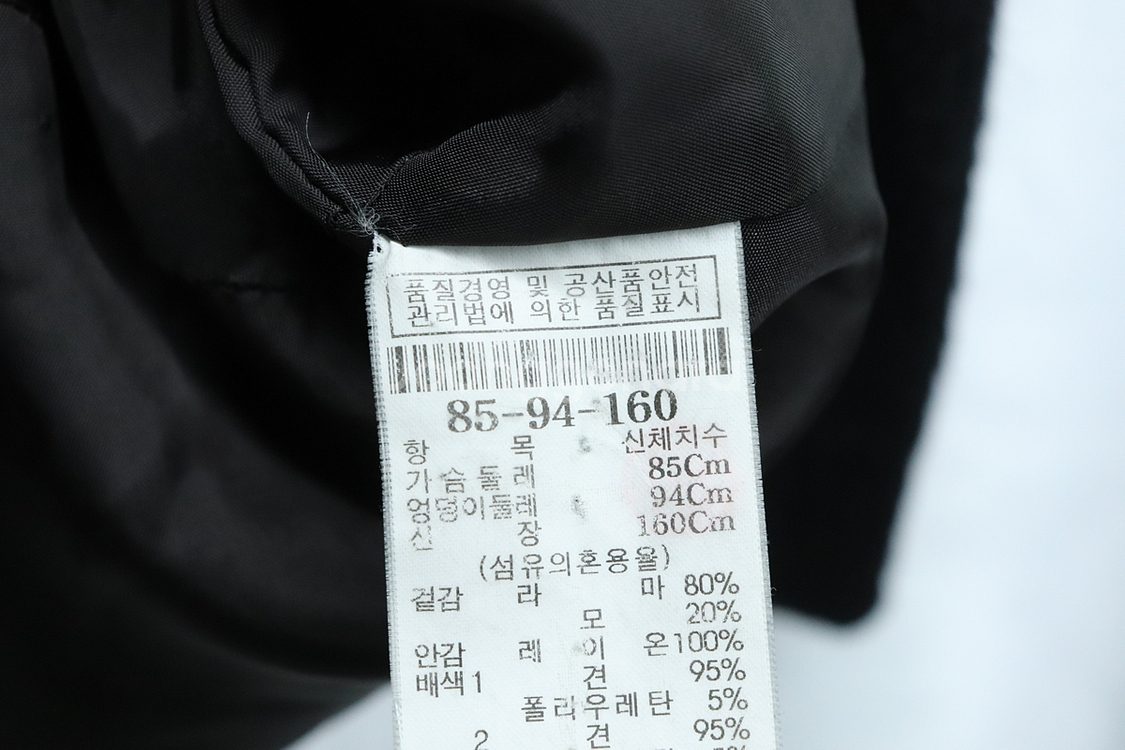 품질경영 및 공산품안전
관리법에 의한 품질표시
85-94-160
항 목 신체치수
가슴둘레 85Cm
엉덩이둘레 94Cm
신 장 160Cm
(섬유의혼용율)
겉감 라 마 80%
모 20%
안감 레 이 온100%
배색1 견 95%
폴리우레탄 5%
2 견 95%